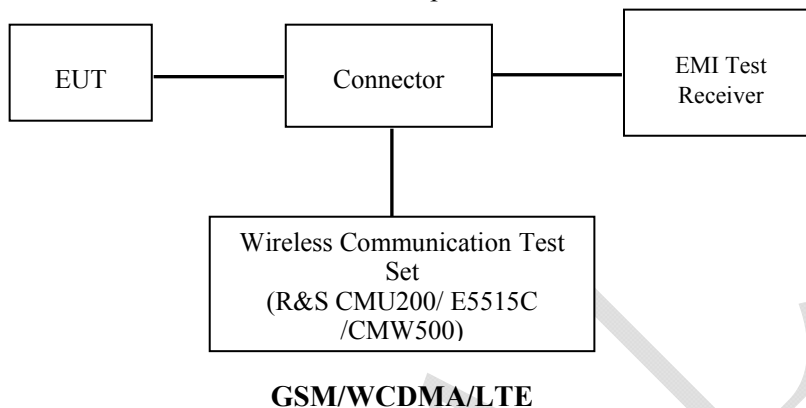 EUT
Connector
EMI Test
Receiver
Wireless Communication Test
Set
(R&S CMU200/ E5515C
/CMW500)
GSM/WCDMA/LTE